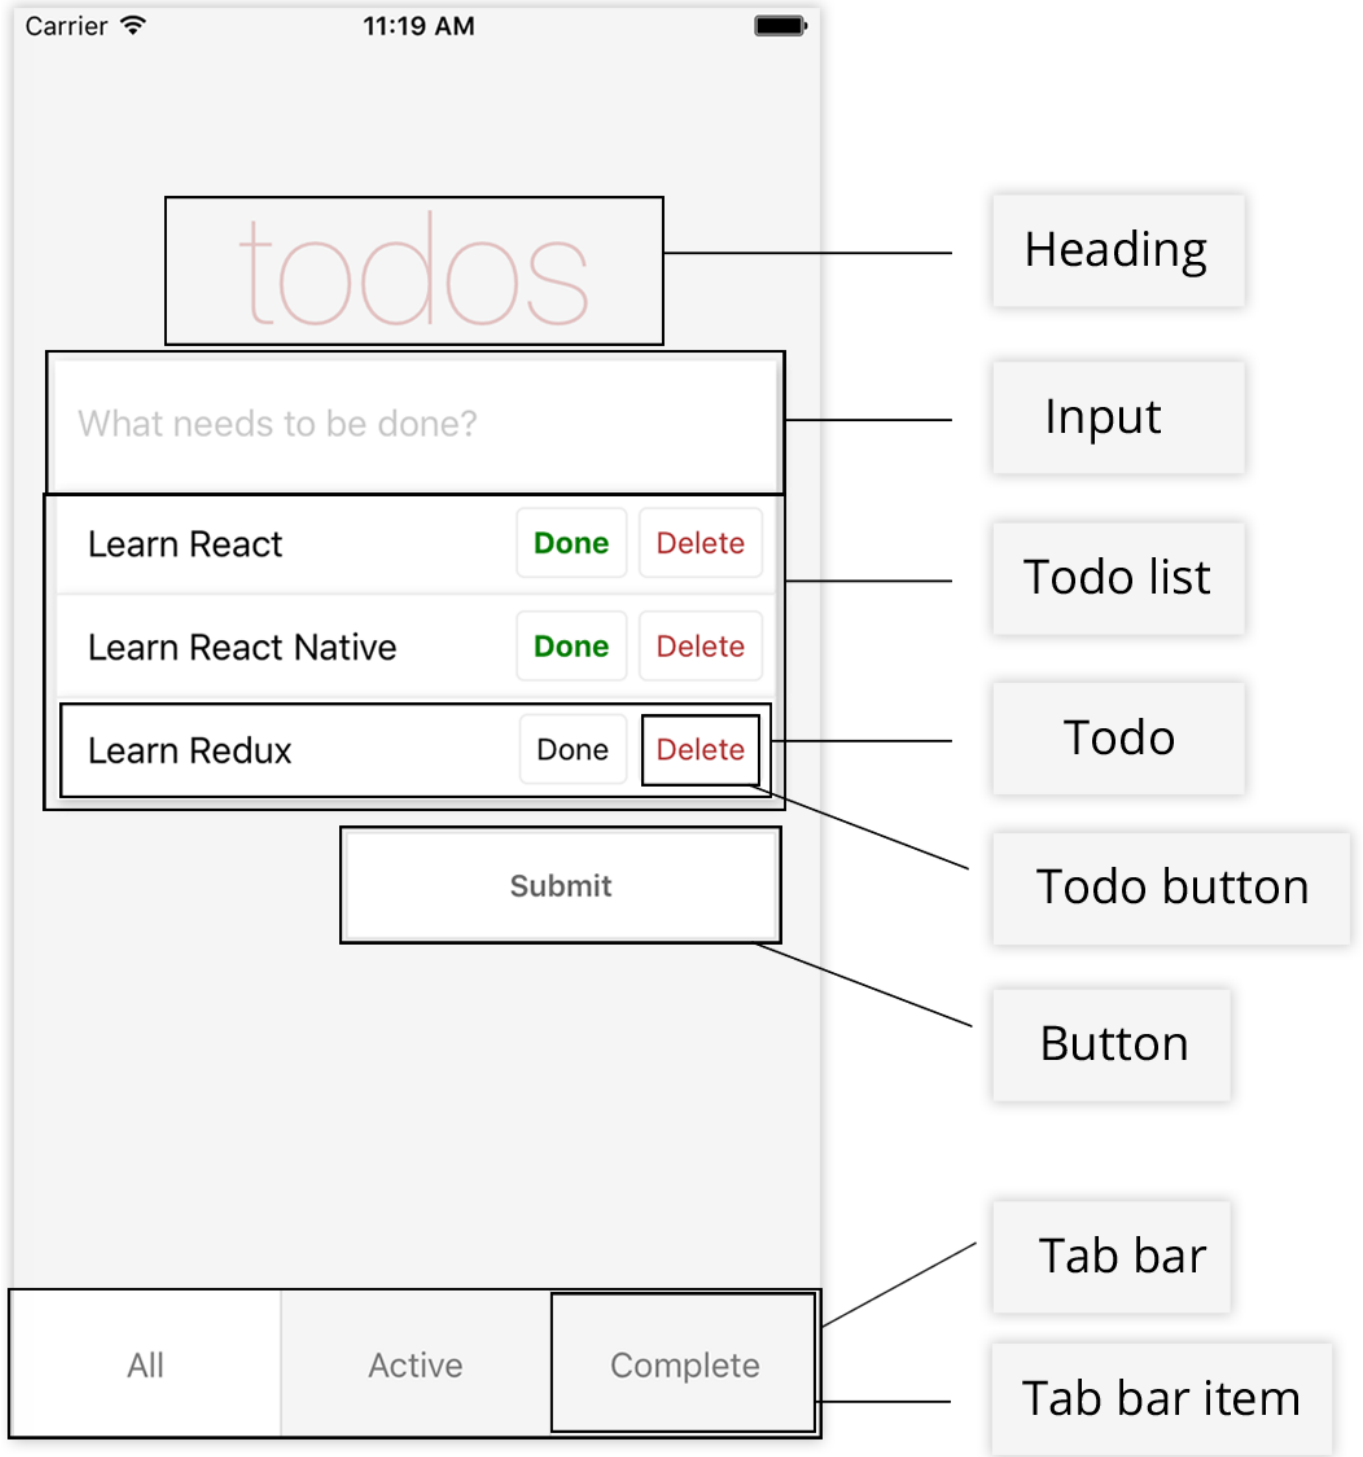 Carrier 11:19 AM
todos
Heading
What needs to be done?
Input
Learn React Done Delete
Todo list
Learn React Native Done Delete
Learn Redux Done Delete
Todo
Submit
Todo button
Button
Tab bar
All Active Complete
Tab bar item